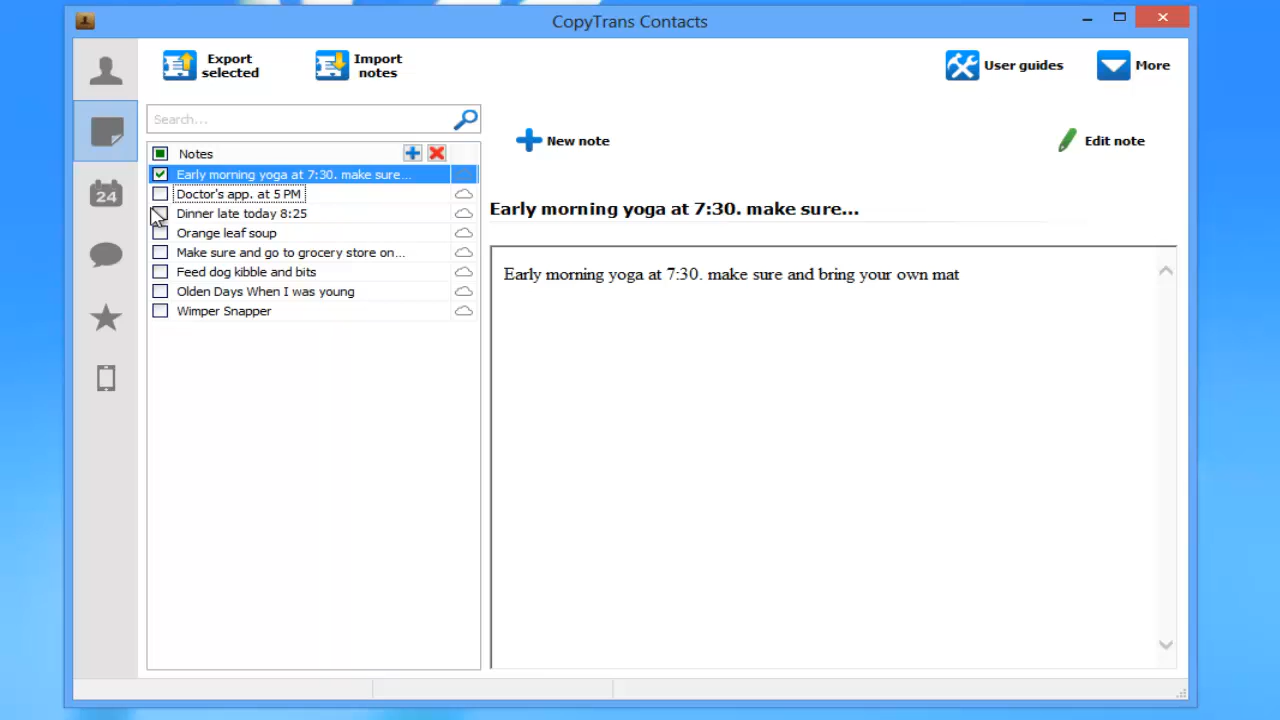 CopyTrans Contacts
Export selected
Import notes
User guides
More
Search...
New note
Edit note
Notes
Early morning yoga at 7:30. make sure...
Doctor's app. at 5 PM
Dinner late today 8:25
Orange leaf soup
Make sure and go to grocery store on...
Feed dog kibble and bits
Olden Days When I was young
Wimper Snapper
24
Early morning yoga at 7:30. make sure...
Early morning yoga at 7:30. make sure and bring your own mat